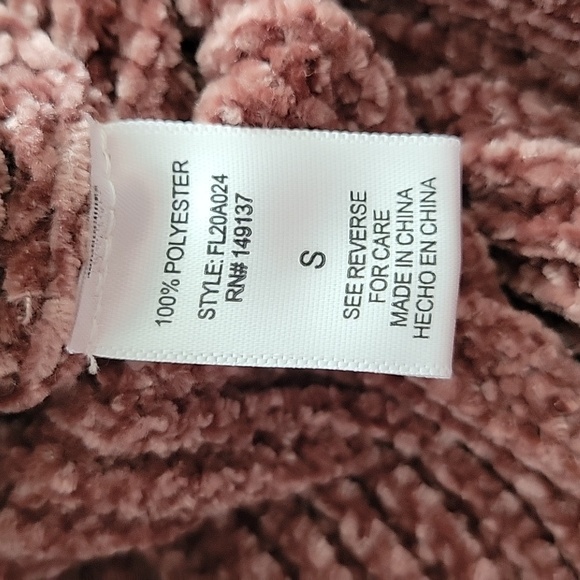 100% POLYESTER
STYLE: FL20A024
RN# 149137
S
SEE REVERSE
FOR CARE
MADE IN CHINA
HECHO EN CHINA